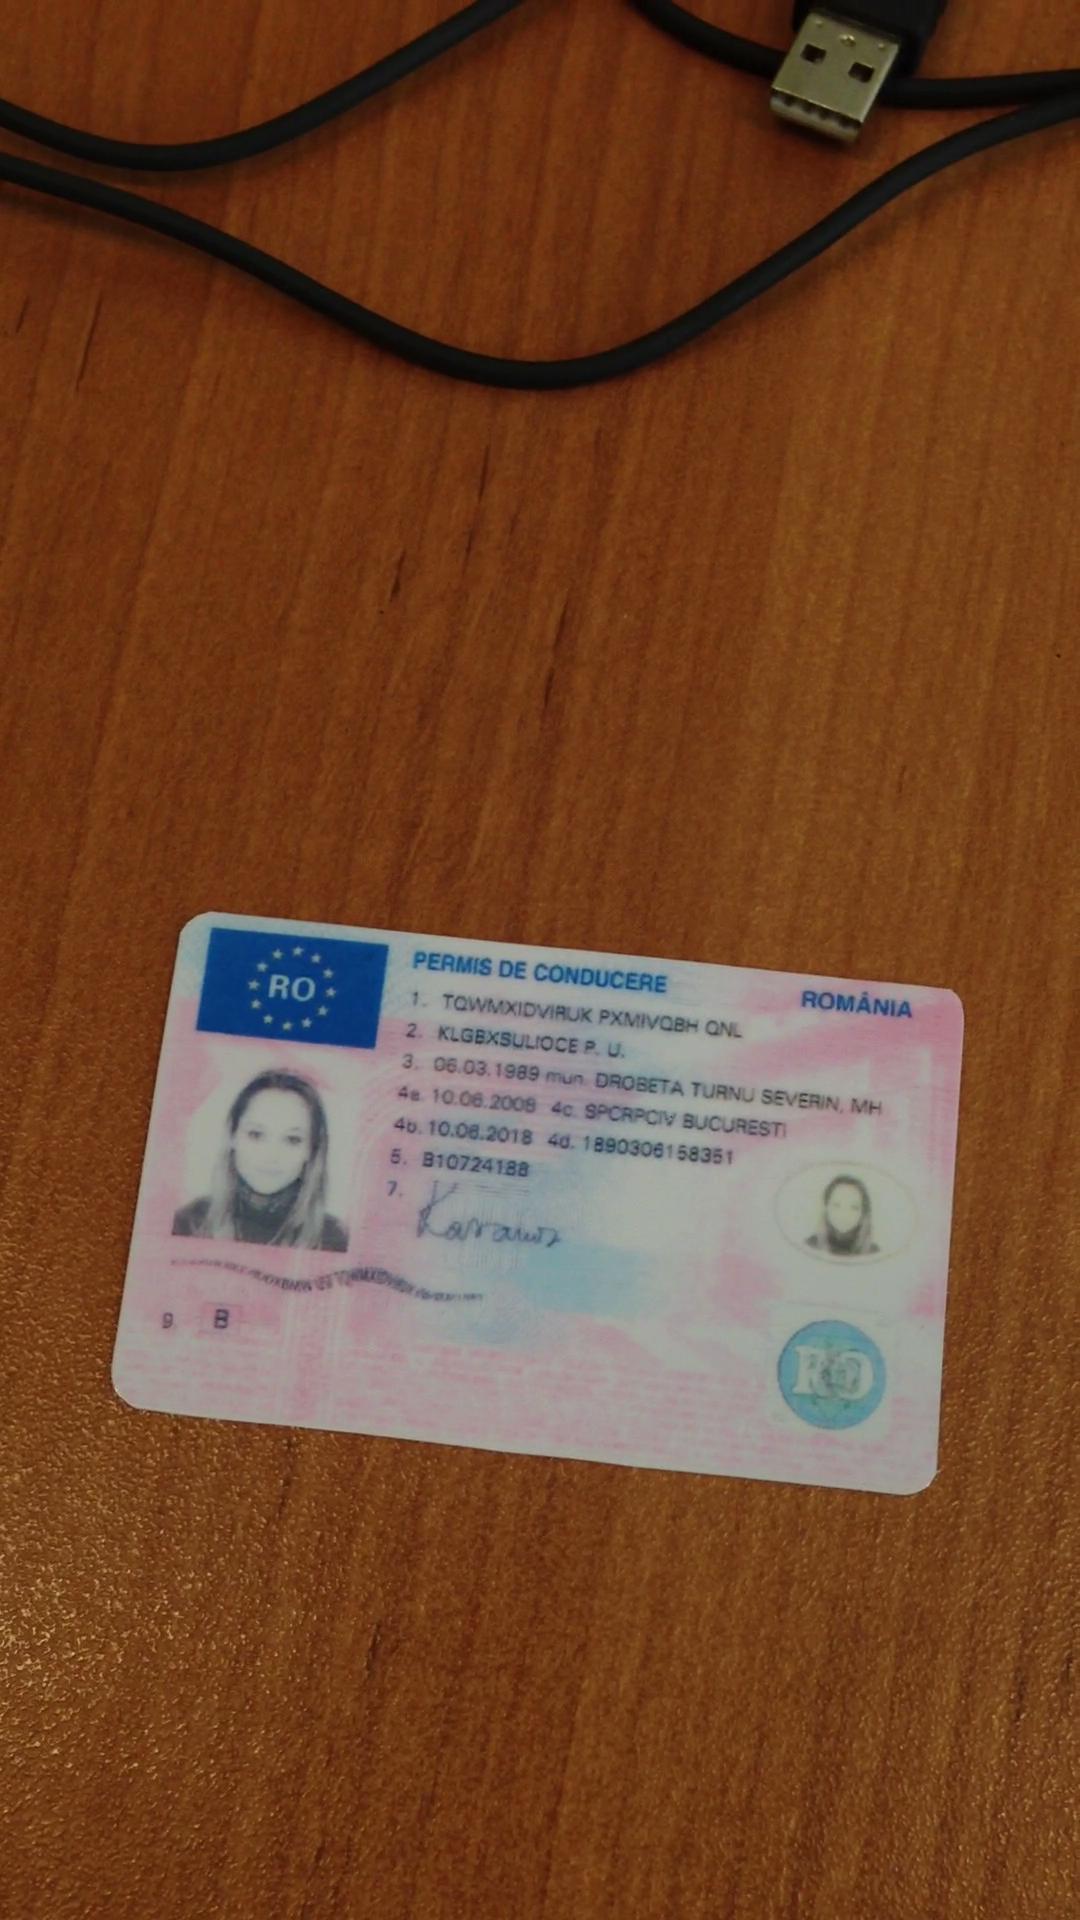 RO
PERMIS DE CONDUCERE
ROMÂNIA
1. TQWMXIDVIRUK PXMIVQBH QNL
2. KLGBXSULIOCE P. U.
3. 06.03.1989 mun. DROBETA TURNU SEVERIN, MH
4a. 10.06.2008 4c. SPCRPCIV BUCURESTI
4b. 10.06.2018 4d. 1890306158351
5. B10724188
7.
9. B
RO